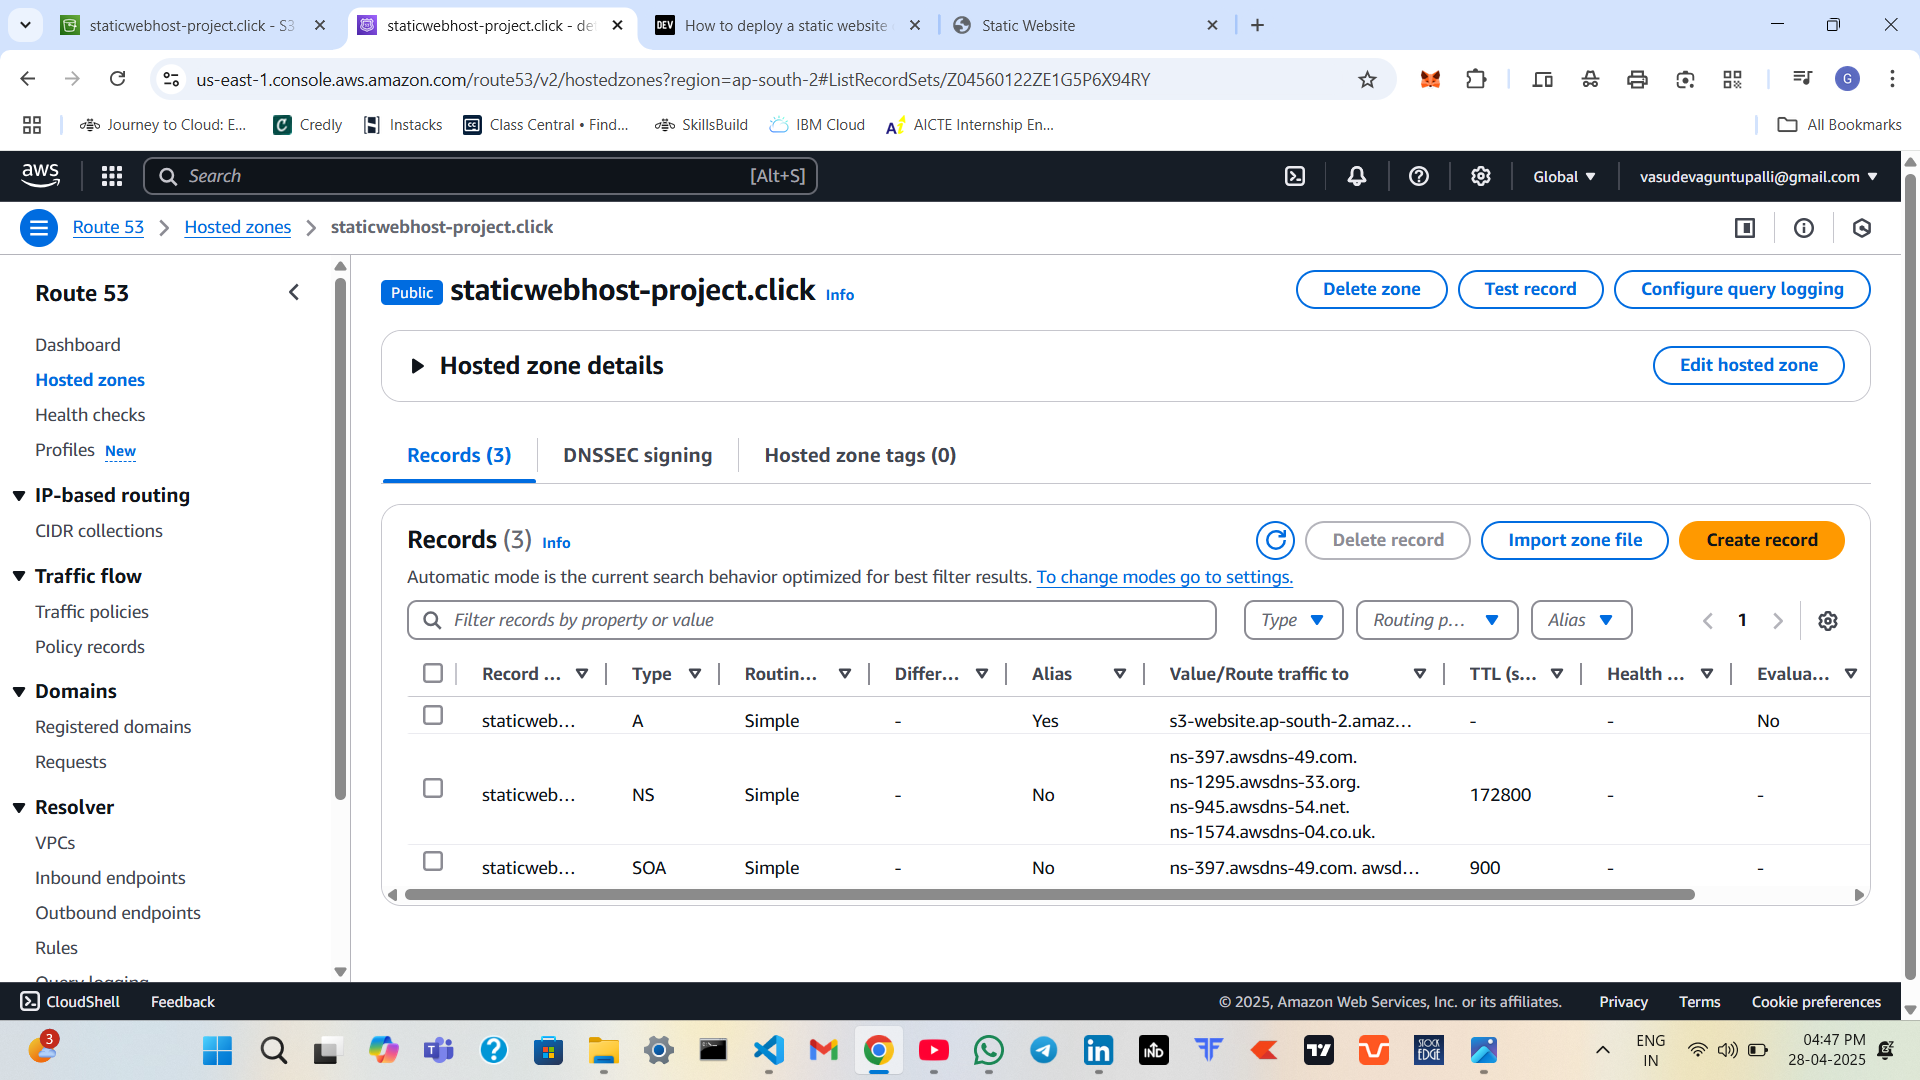 staticwebhost-project.click - S3
staticwebhost-project.click - det
DEV
How to deploy a static website
Static Website
us-east-1.console.aws.amazon.com/route53/v2/hostedzones?region=ap-south-2#ListRecordSets/Z04560122ZE1G5P6X94RY
G
Journey to Cloud: E...
Credly
Instacks
Class Central • Find...
SkillsBuild
IBM Cloud
AICTE Internship En...
All Bookmarks
aws
Search
[Alt+S]
Global
vasudevaguntupalli@gmail.com
Route 53
Hosted zones
staticwebhost-project.click
Route 53
Dashboard
Hosted zones
Health checks
Profiles New
IP-based routing
CIDR collections
Traffic flow
Traffic policies
Policy records
Domains
Registered domains
Requests
Resolver
VPCs
Inbound endpoints
Outbound endpoints
Rules
Query logging
Public staticwebhost-project.click Info
Delete zone
Test record
Configure query logging
Hosted zone details
Edit hosted zone
Records (3)
DNSSEC signing
Hosted zone tags (0)
Records (3) Info
Delete record
Import zone file
Create record
Automatic mode is the current search behavior optimized for best filter results. To change modes go to settings.
Filter records by property or value
Type
Routing p...
Alias
1
Record ... Type Routin... Differ... Alias Value/Route traffic to TTL (s... Health ... Evalua...
staticweb... A Simple - Yes s3-website.ap-south-2.amaz... - - No
staticweb... NS Simple - No ns-397.awsdns-49.com.
ns-1295.awsdns-33.org.
ns-945.awsdns-54.net.
ns-1574.awsdns-04.co.uk.
172800 - -
staticweb... SOA Simple - No ns-397.awsdns-49.com. awsd... 900 - -
CloudShell
Feedback
© 2025, Amazon Web Services, Inc. or its affiliates.
Privacy
Terms
Cookie preferences
3
IND
STOCK
EDGE
ENG
IN
04:47 PM
28-04-2025